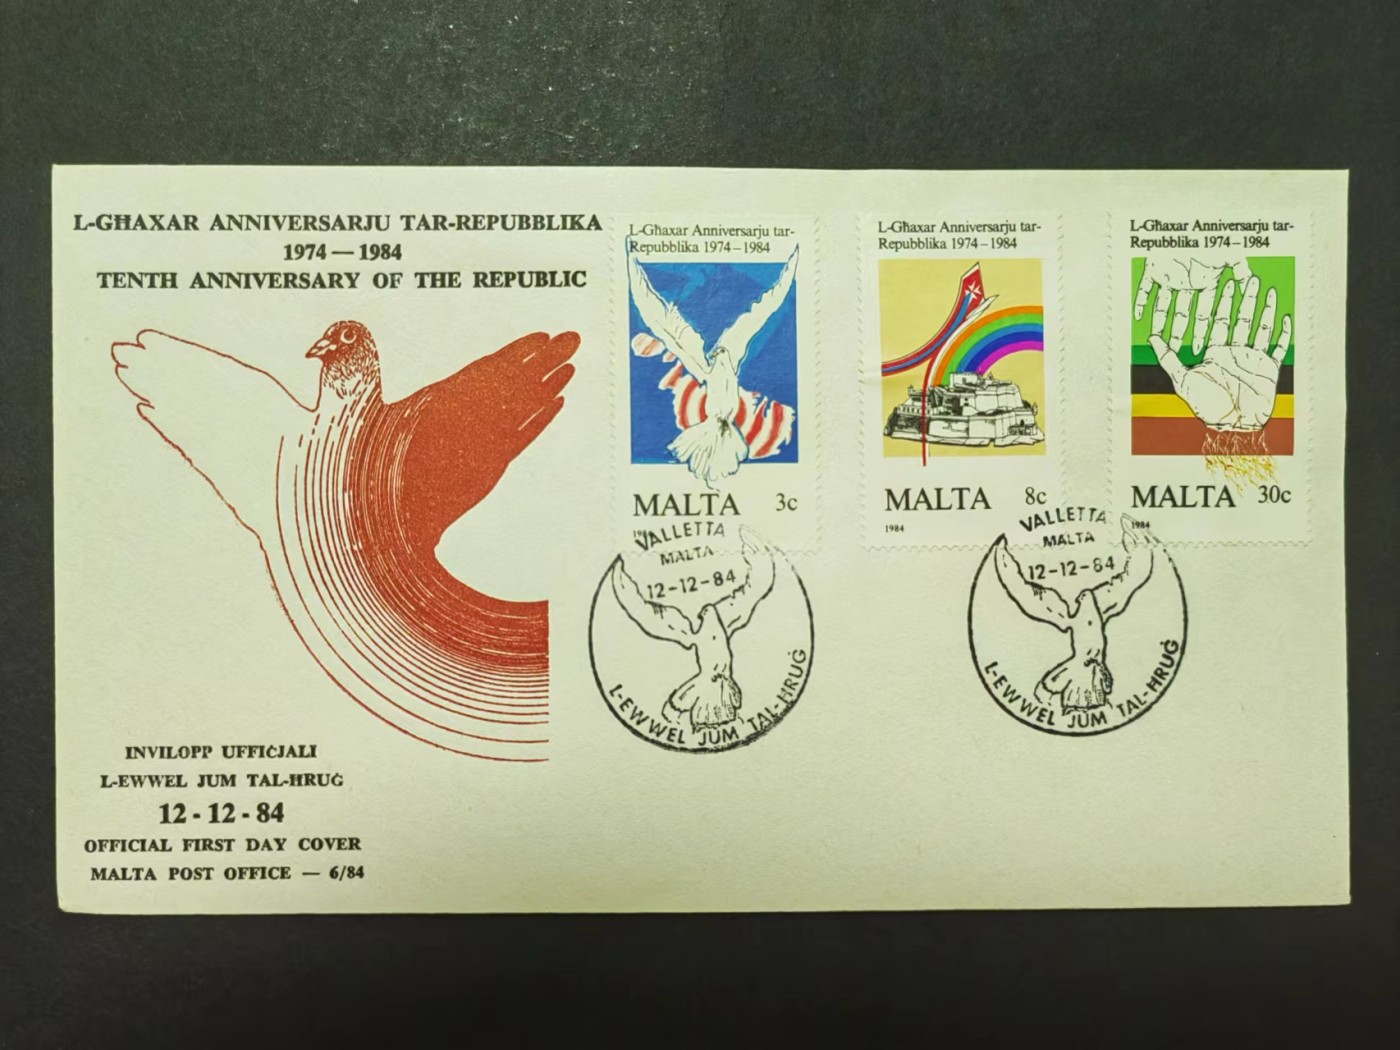 L-GĦAXAR ANNIVERSARJU TAR-REPUBBLIKA
1974 — 1984
TENTH ANNIVERSARY OF THE REPUBLIC
INVILOPP UFFIĊJALI
L-EWWEL JUM TAL-ĦRUĠ
12 - 12 - 84
OFFICIAL FIRST DAY COVER
MALTA POST OFFICE — 6/84
L-Għaxar Anniversarju tar-
Repubblika 1974–1984
MALTA 3c
L-Għaxar Anniversarju tar-
Repubblika 1974–1984
MALTA 8c
1984
L-Għaxar Anniversarju tar-
Repubblika 1974–1984
MALTA 30c
1984
VALLETTA
MALTA
12-12-84
L-EWWEL JUM TAL-ĦRUĠ
VALLETTA
MALTA
12-12-84
L-EWWEL JUM TAL-ĦRUĠ